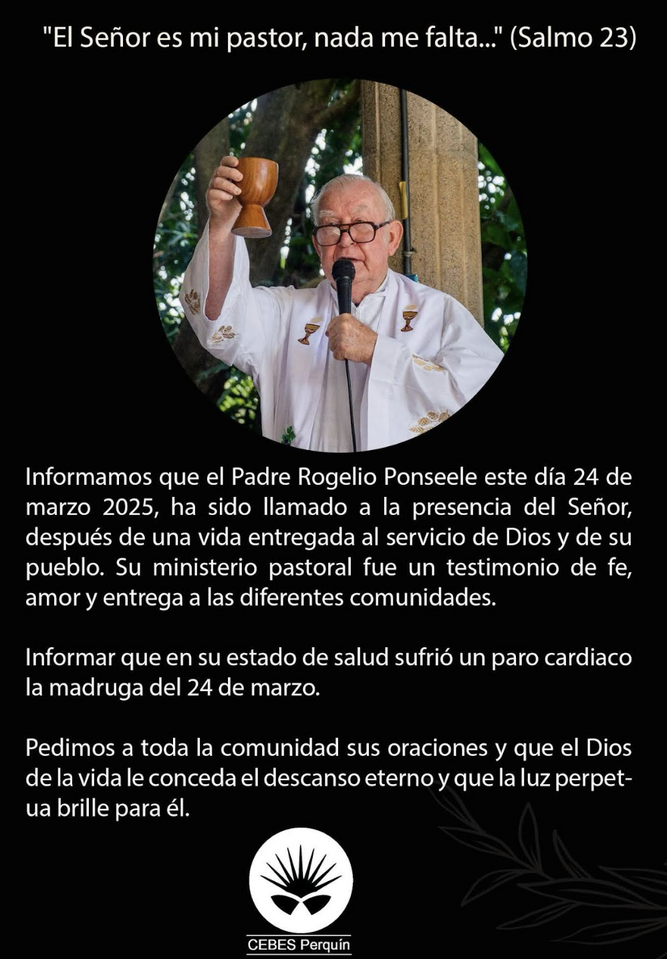 "El Señor es mi pastor, nada me falta..." (Salmo 23)
Informamos que el Padre Rogelio Ponseele este día 24 de
marzo 2025, ha sido llamado a la presencia del Señor,
después de una vida entregada al servicio de Dios y de su
pueblo. Su ministerio pastoral fue un testimonio de fe,
amor y entrega a las diferentes comunidades.
Informar que en su estado de salud sufrió un paro cardiaco
la madruga del 24 de marzo.
Pedimos a toda la comunidad sus oraciones y que el Dios
de la vida le conceda el descanso eterno y que la luz perpet-
ua brille para él.
CEBES Perquín